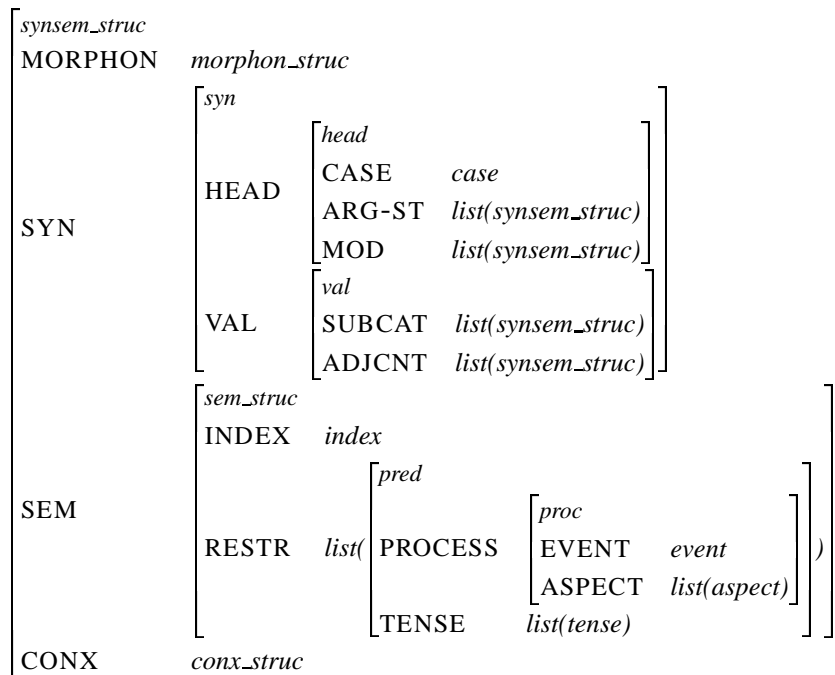 synsem_struc
MORPHON morphon_struc
syn
head
CASE case
HEAD
ARG-ST list(synsem_struc)
SYN
MOD list(synsem_struc)
val
VAL SUBCAT list(synsem_struc)
ADJCNT list(synsem_struc)
sem_struc
INDEX index
pred
SEM
proc
RESTR list( PROCESS EVENT event )
ASPECT list(aspect)
TENSE list(tense)
CONX conx_struc